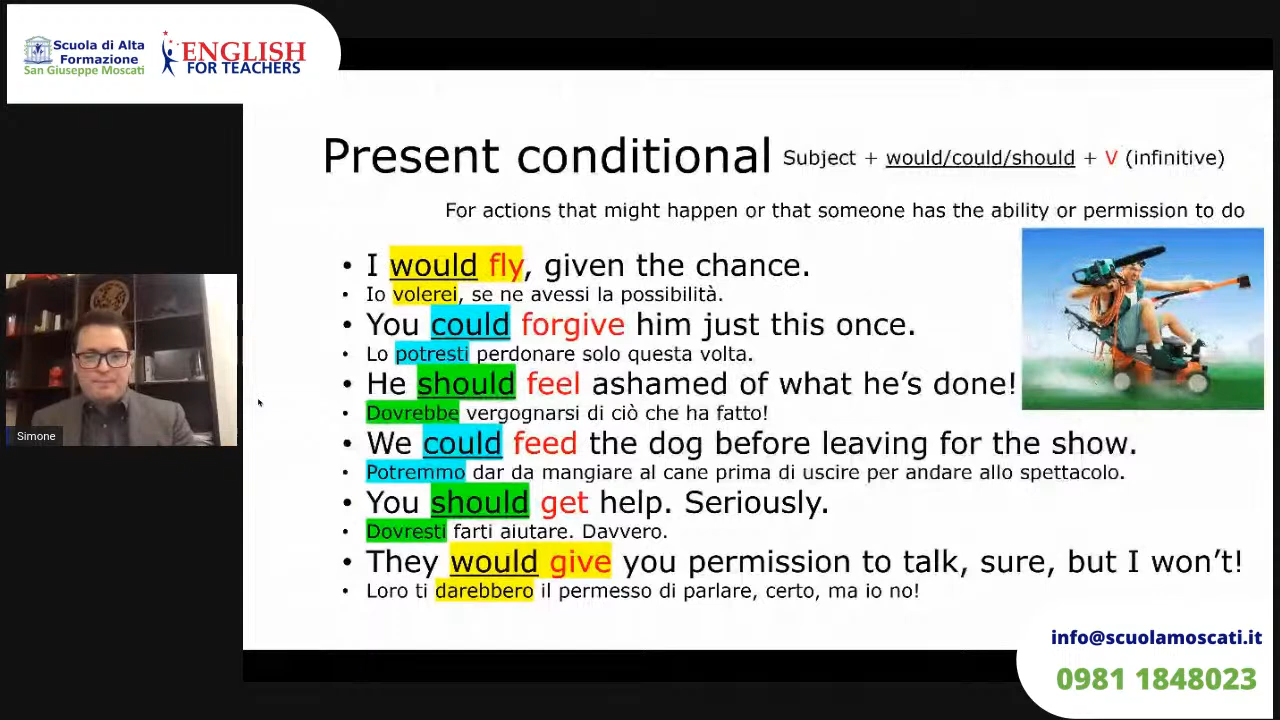 Scuola di Alta
Formazione
San Giuseppe Moscati
ENGLISH
FOR TEACHERS
Present conditional Subject + would/could/should + V (infinitive)
For actions that might happen or that someone has the ability or permission to do
• I would fly, given the chance.
• Io volerei, se ne avessi la possibilità.
• You could forgive him just this once.
• Lo potresti perdonare solo questa volta.
• He should feel ashamed of what he’s done!
• Dovrebbe vergognarsi di ciò che ha fatto!
• We could feed the dog before leaving for the show.
• Potremmo dar da mangiare al cane prima di uscire per andare allo spettacolo.
• You should get help. Seriously.
• Dovresti farti aiutare. Davvero.
• They would give you permission to talk, sure, but I won’t!
• Loro ti darebbero il permesso di parlare, certo, ma io no!
Simone
info@scuolamoscati.it
0981 1848023